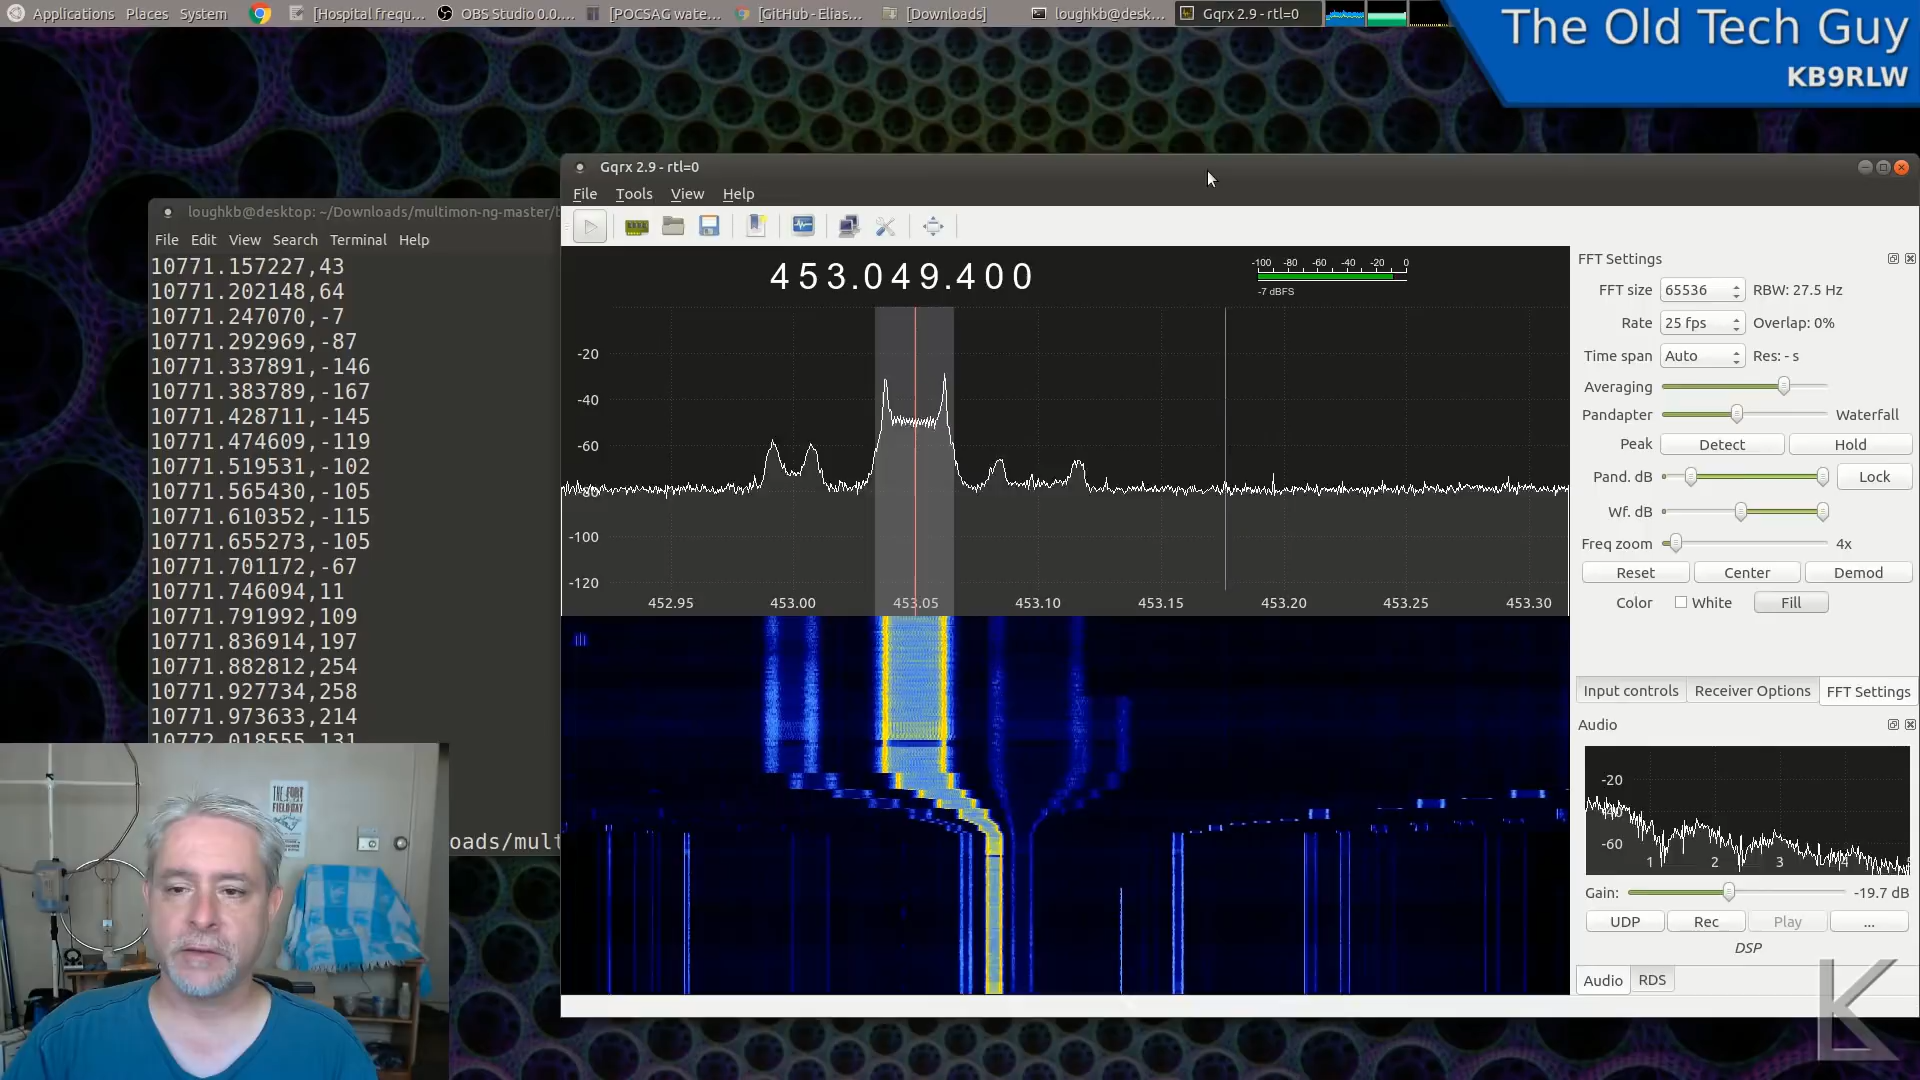 Applications Places System
[Hospital frequ...
OBS Studio 0.0....
[POCSAG wate...
[GitHub - Elias...
[Downloads]
loughkb@desk...
Gqrx 2.9 - rtl=0
The Old Tech Guy
KB9RLW
loughkb@desktop: ~/Downloads/multimon-ng-master/b
File Edit View Search Terminal Help
10771.157227,43
10771.202148,64
10771.247070,-7
10771.292969,-87
10771.337891,-146
10771.383789,-167
10771.428711,-145
10771.474609,-119
10771.519531,-102
10771.565430,-105
10771.610352,-115
10771.655273,-105
10771.701172,-67
10771.746094,11
10771.791992,109
10771.836914,197
10771.882812,254
10771.927734,258
10771.973633,214
10772.018555,131
oads/mult
THE FORT
FIELD DAY
Gqrx 2.9 - rtl=0
File Tools View Help
453.049.400
-100 -80 -60 -40 -20 0
-7 dBFS
-20
-40
-60
-80
-100
-120
452.95 453.00 453.05 453.10 453.15 453.20 453.25 453.30
FFT Settings
FFT size 65536 RBW: 27.5 Hz
Rate 25 fps Overlap: 0%
Time span Auto Res: - s
Averaging
Pandapter Waterfall
Peak Detect Hold
Pand. dB Lock
Wf. dB
Freq zoom 4x
Reset Center Demod
Color White Fill
Input controls Receiver Options FFT Settings
Audio
-20
-40
-60
1 2 3 4
Gain: -19.7 dB
UDP Rec Play ...
DSP
Audio RDS
K